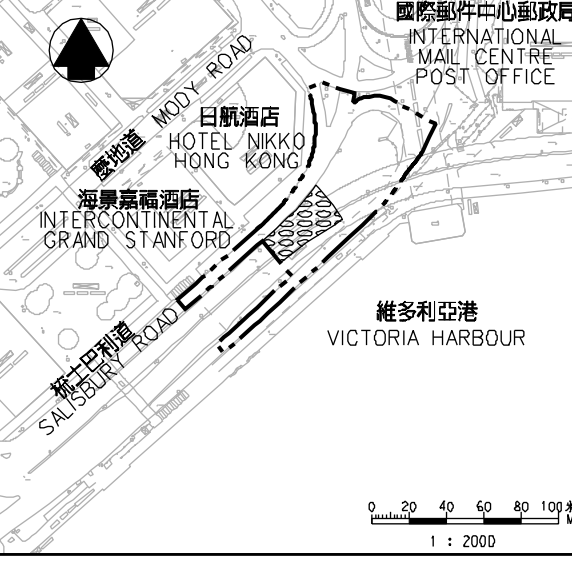 國際郵件中心郵政局
INTERNATIONAL
MAIL CENTRE
POST OFFICE
麼地道 MODY ROAD
日航酒店
HOTEL NIKKO
HONG KONG
海景嘉福酒店
INTERCONTINENTAL
GRAND STANFORD
梳士巴利道
SALISBURY ROAD
維多利亞港
VICTORIA HARBOUR
0 20 40 60 80 100 米
M
1 : 2000